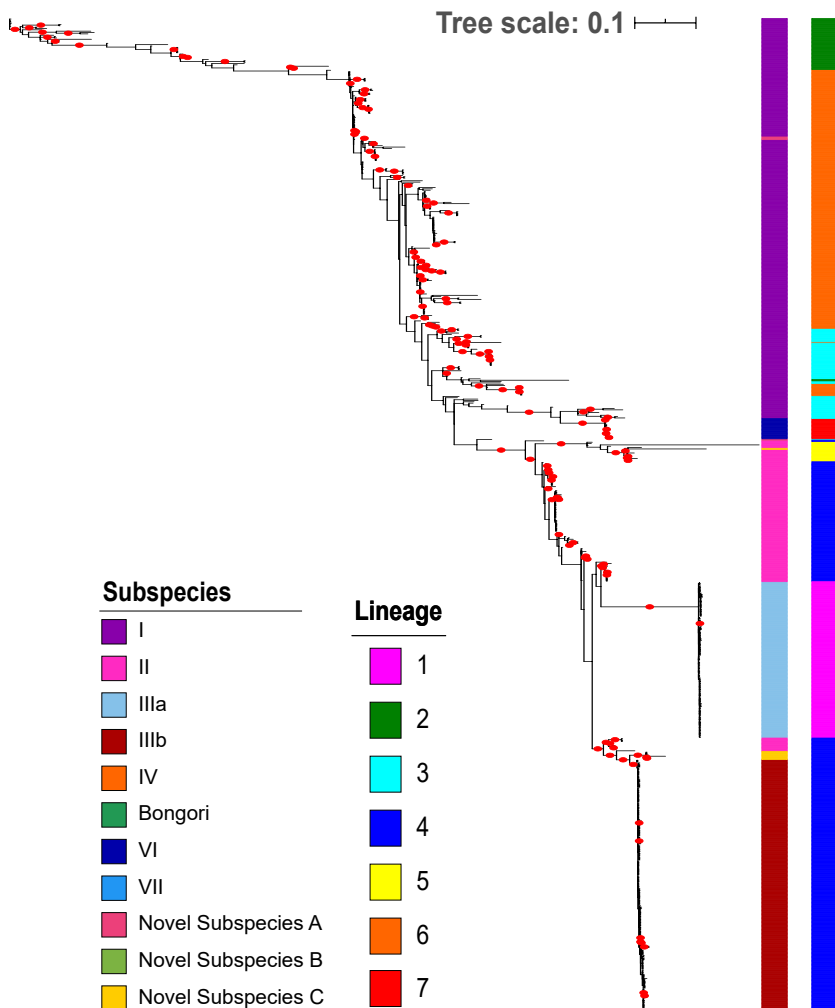 Tree scale: 0.1
Subspecies
I
II
IIIa
IIIb
IV
Bongori
VI
VII
Novel Subspecies A
Novel Subspecies B
Novel Subspecies C
Lineage
1
2
3
4
5
6
7